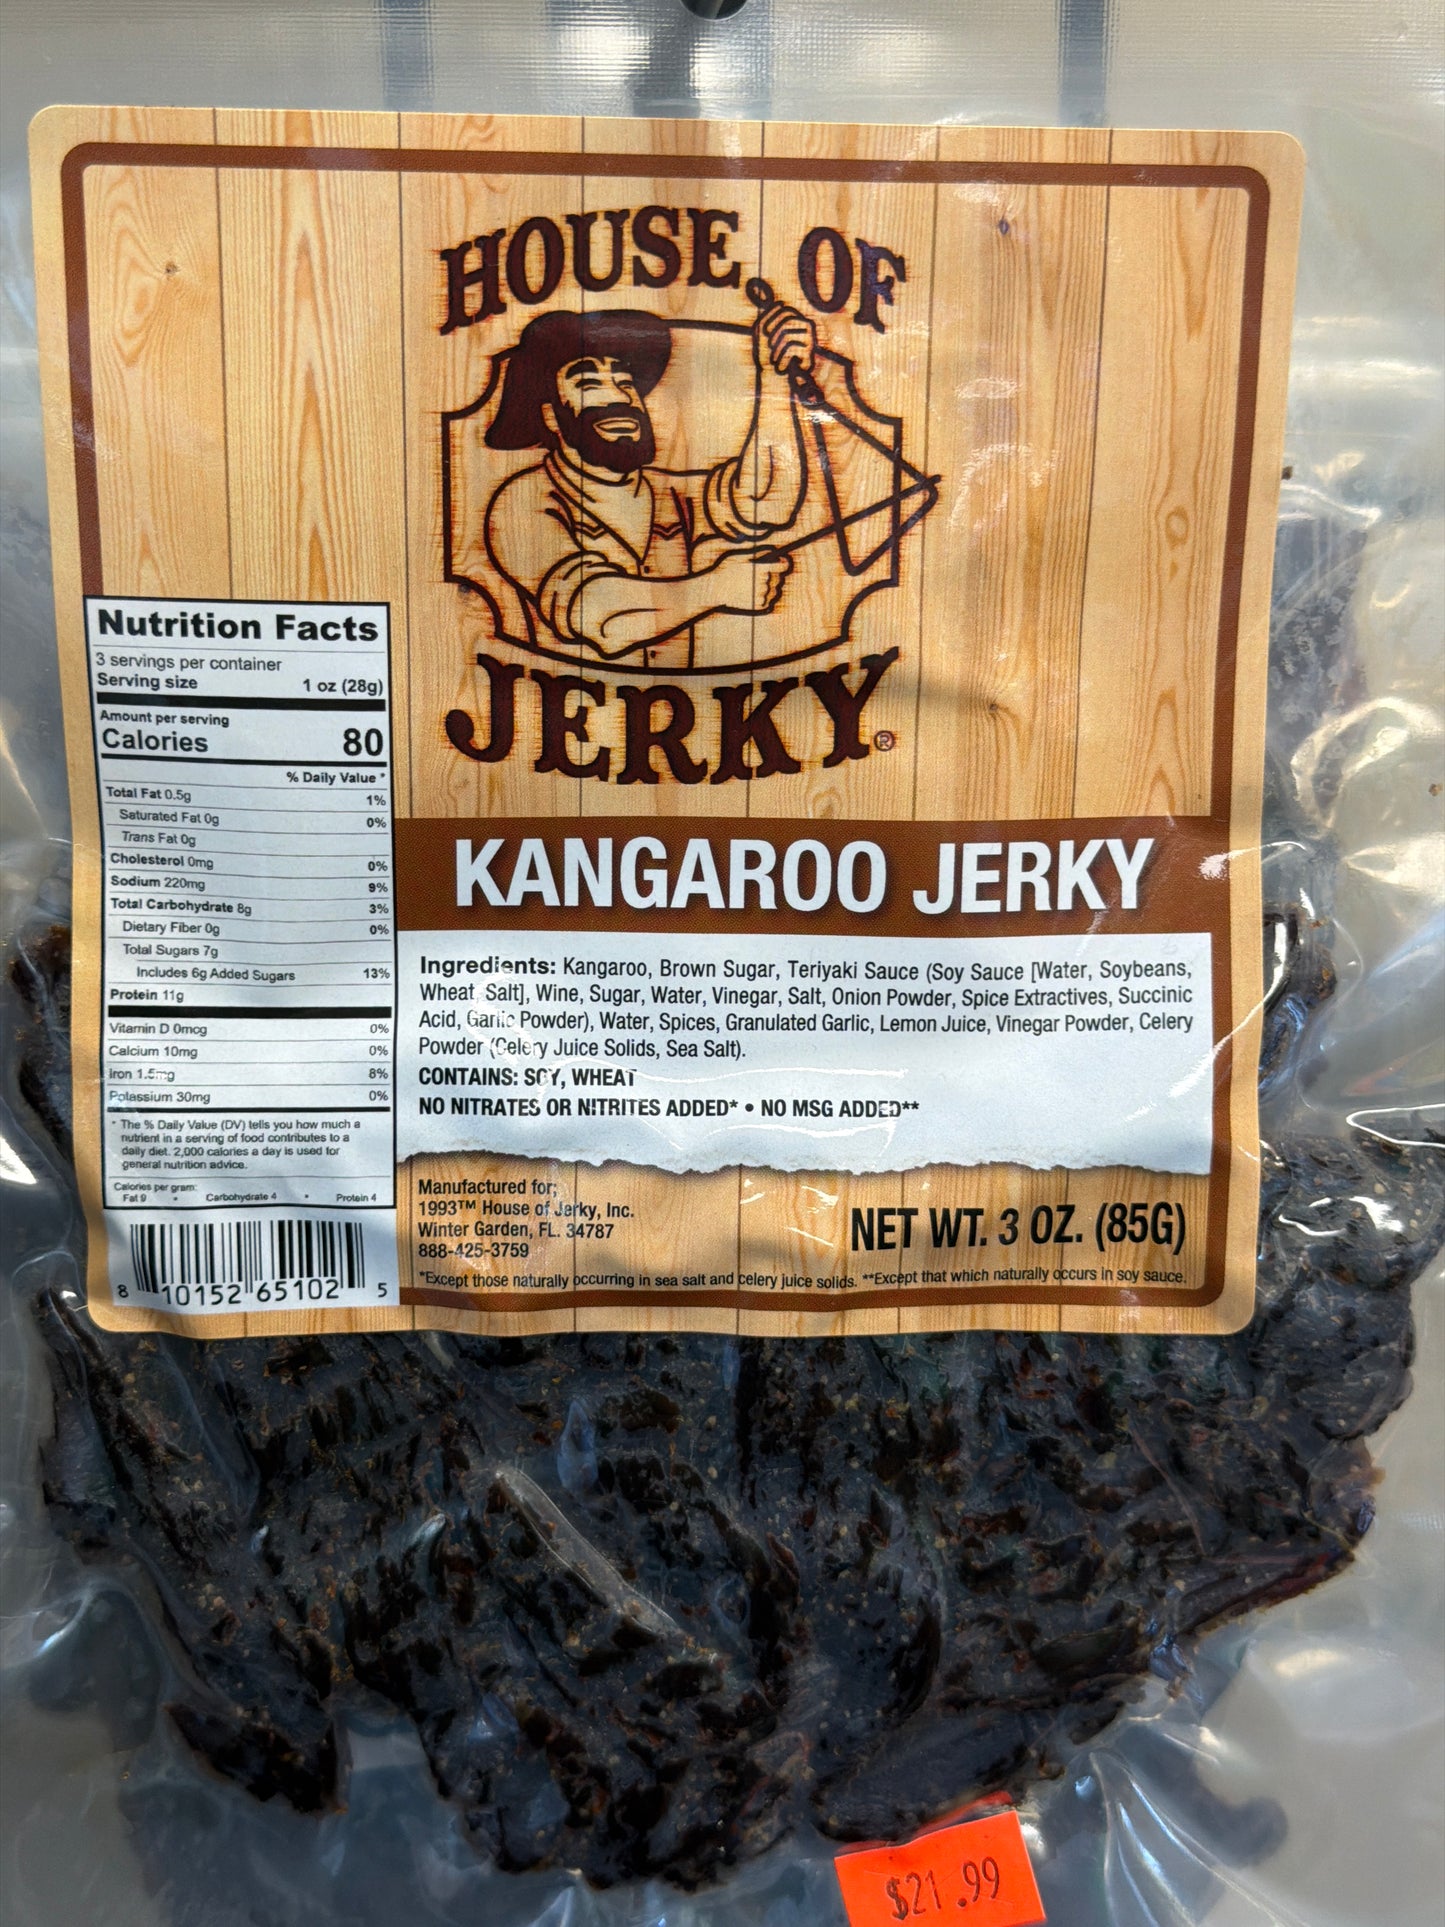 HOUSE OF
JERKY®
KANGAROO JERKY
Nutrition Facts
3 servings per container
Serving size 1 oz (28g)
Amount per serving
Calories 80
% Daily Value *
Total Fat 0.5g 1%
Saturated Fat 0g 0%
Trans Fat 0g
Cholesterol 0mg 0%
Sodium 220mg 9%
Total Carbohydrate 8g 3%
Dietary Fiber 0g 0%
Total Sugars 7g
Includes 6g Added Sugars 13%
Protein 11g
Vitamin D 0mcg 0%
Calcium 10mg 0%
Iron 1.5mg 8%
Potassium 30mg 0%
* The % Daily Value (DV) tells you how much a
nutrient in a serving of food contributes to a
daily diet. 2,000 calories a day is used for
general nutrition advice.
Calories per gram:
Fat 9 • Carbohydrate 4 • Protein 4
8 10152 65102 5
Ingredients: Kangaroo, Brown Sugar, Teriyaki Sauce (Soy Sauce [Water, Soybeans,
Wheat, Salt], Wine, Sugar, Water, Vinegar, Salt, Onion Powder, Spice Extractives, Succinic
Acid, Garlic Powder), Water, Spices, Granulated Garlic, Lemon Juice, Vinegar Powder, Celery
Powder (Celery Juice Solids, Sea Salt).
CONTAINS: SOY, WHEAT
NO NITRATES OR NITRITES ADDED* • NO MSG ADDED**
Manufactured for;
1993™ House of Jerky, Inc.
Winter Garden, FL. 34787
888-425-3759
NET WT. 3 OZ. (85G)
*Except those naturally occurring in sea salt and celery juice solids. **Except that which naturally occurs in soy sauce.
$21.99